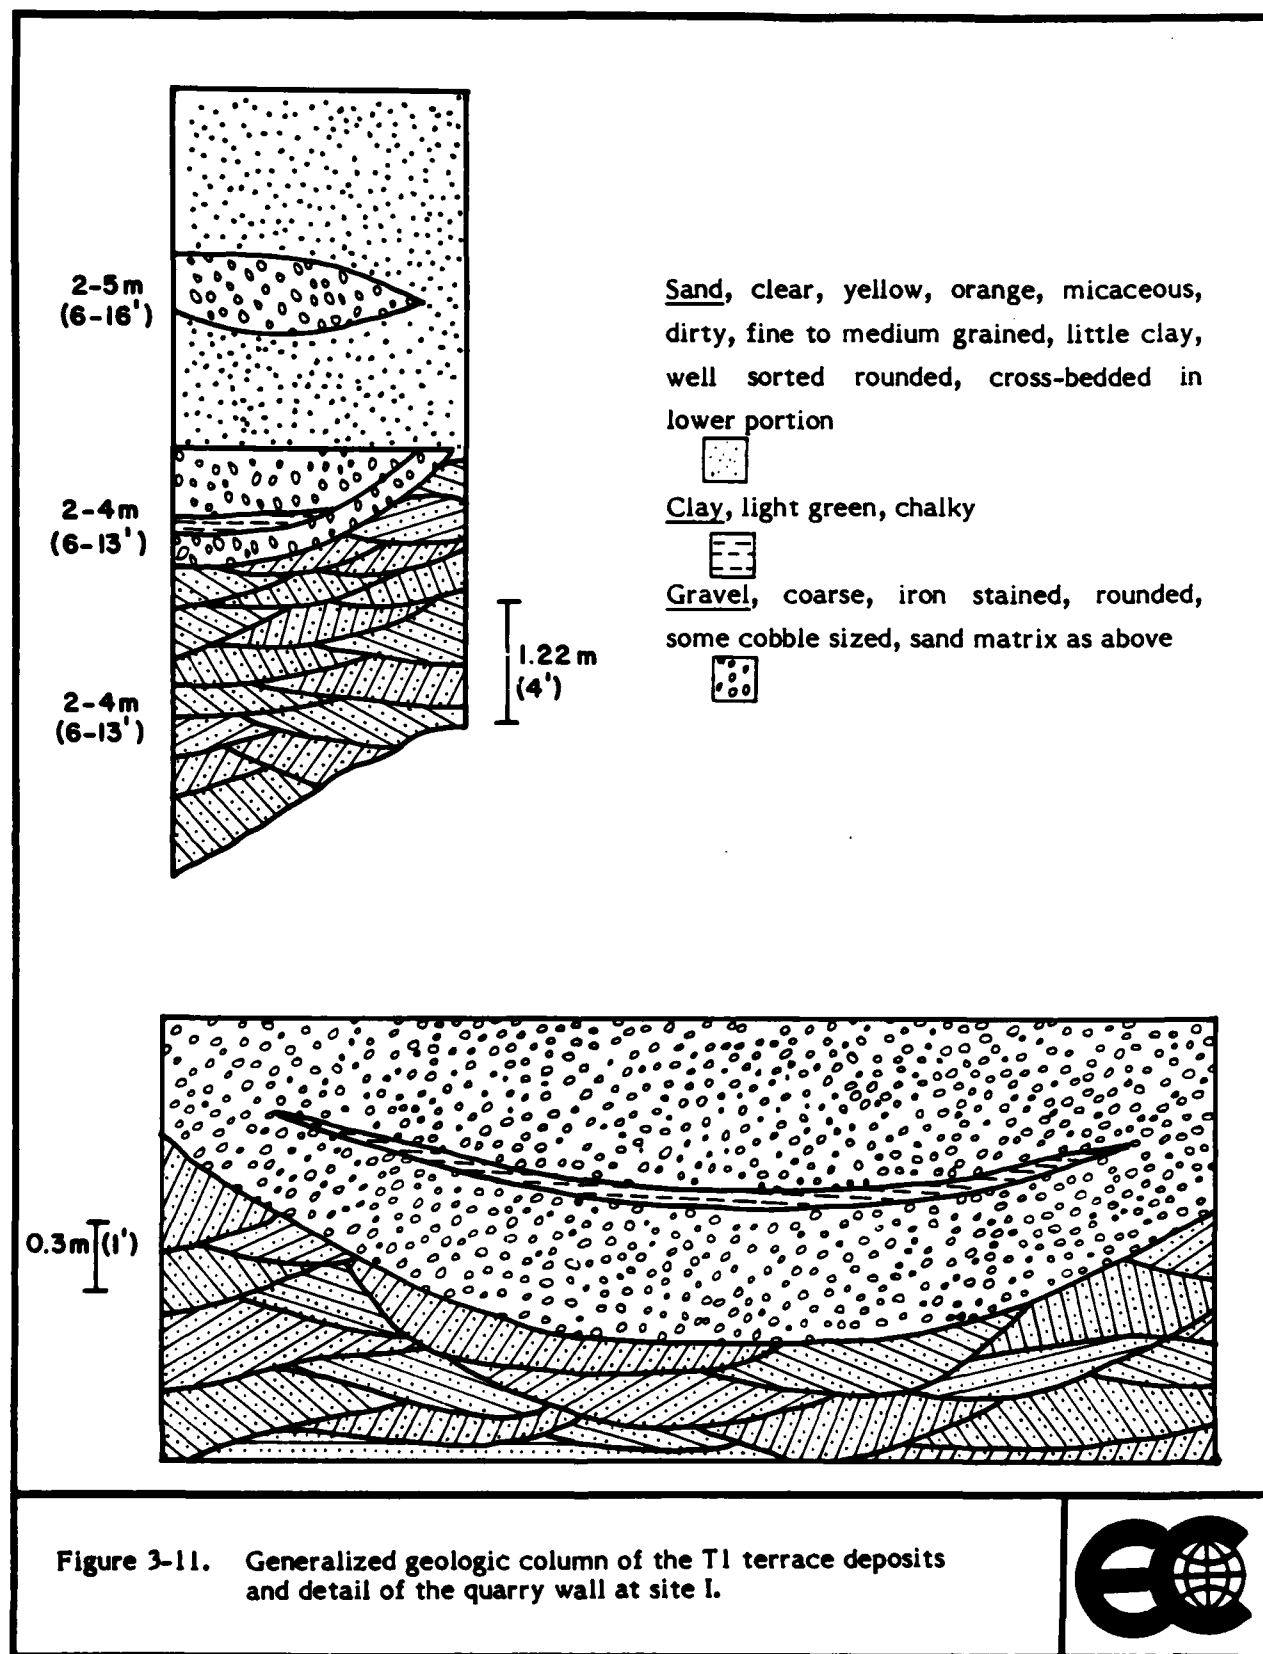 2-5m
(6-16')
2-4m
(6-13')
2-4m
(6-13')
1.22 m
(4')
Sand, clear, yellow, orange, micaceous,
dirty, fine to medium grained, little clay,
well sorted rounded, cross-bedded in
lower portion
Clay, light green, chalky
Gravel, coarse, iron stained, rounded,
some cobble sized, sand matrix as above
0.3m (1')
Figure 3-11. Generalized geologic column of the T1 terrace deposits
and detail of the quarry wall at site I.
ec